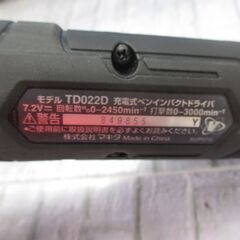 モデル TD022D 充電式ペンインパクトドライバ
7.2V⎓ 回転数 0-2450min⁻¹ 打撃数0-3000min⁻¹
⚠警告 849855 Y
●ご使用前に取扱説明書を必ずお読みください。
株式会社マキタ Made in China